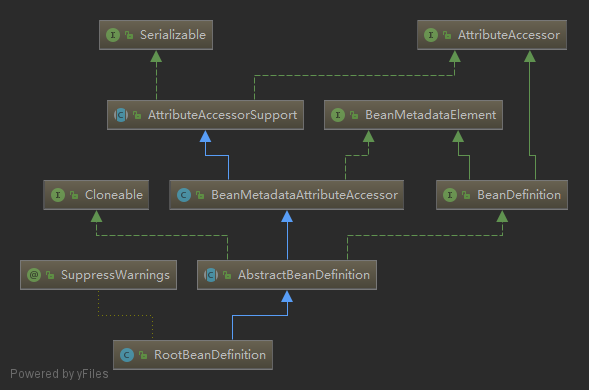 Serializable
AttributeAccessor
AttributeAccessorSupport
BeanMetadataElement
Cloneable
BeanMetadataAttributeAccessor
BeanDefinition
SuppressWarnings
AbstractBeanDefinition
RootBeanDefinition
Powered by yFiles